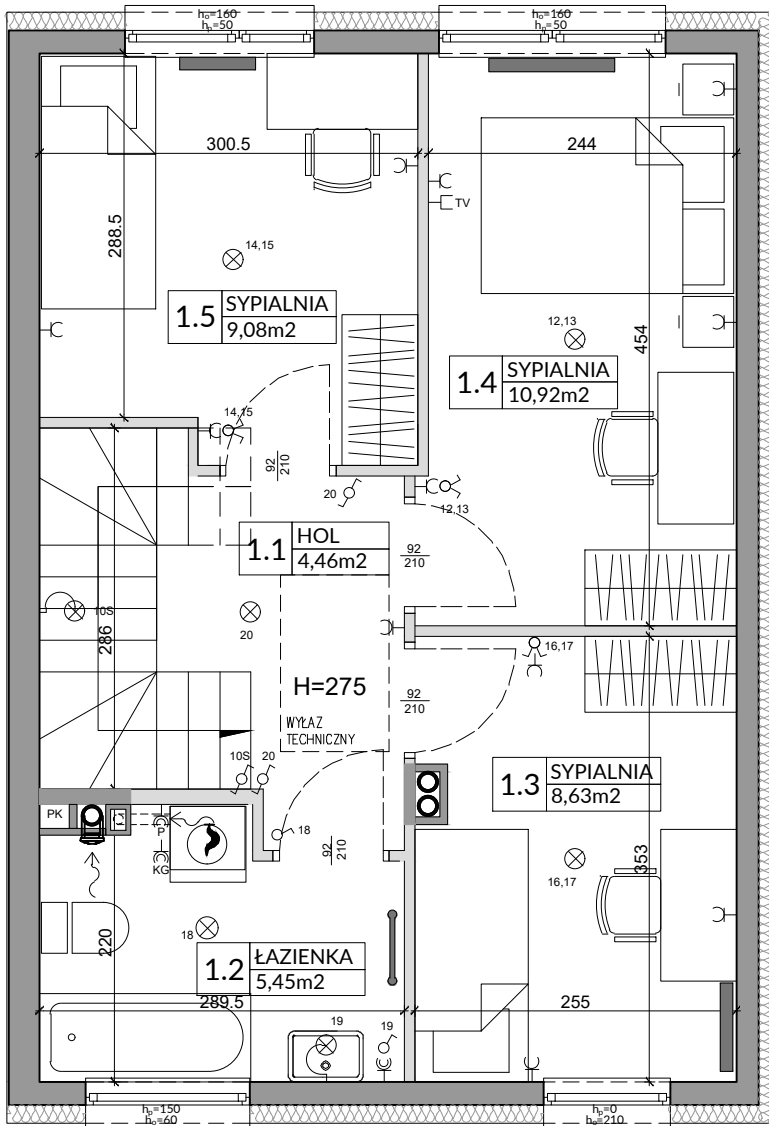 h₀=160
hₚ=50
h₀=160
hₚ=50
300.5
244
288.5
TV
14,15
1.5
SYPIALNIA
9,08m2
12,13
454
1.4
SYPIALNIA
10,92m2
14,15
92
210
20
12,13
1.1
HOL
4,46m2
92
210
10S
20
286
16,17
H=275
92
210
WYŁAZ
TECHNICZNY
10S
20
1.3
SYPIALNIA
8,63m2
PK
P
18
KG
92
210
16,17
353
18
220
1.2
ŁAZIENKA
5,45m2
289.5
255
19
19
hₚ=150
h₀=60
hₚ=0
h₀=210